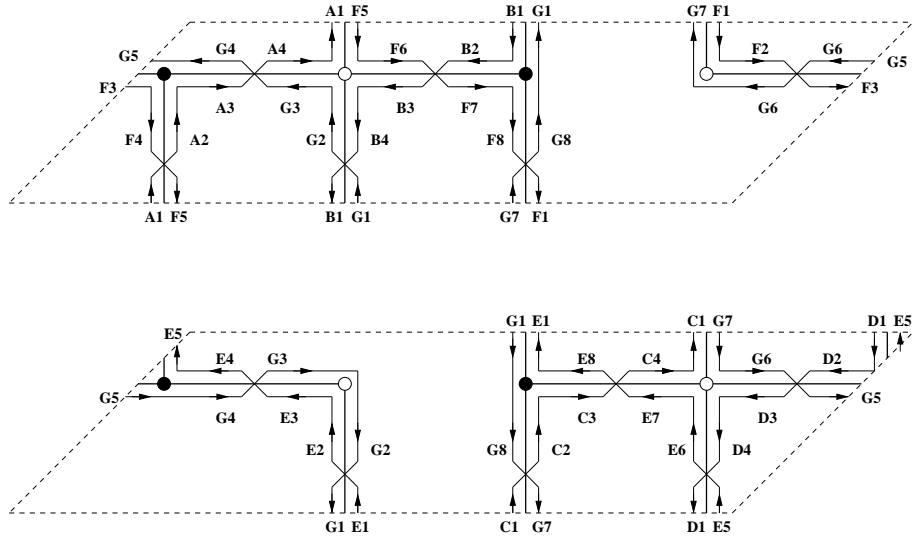 A1 F5 B1 G1 G7 F1
G5 G4 A4 F6 B2 F2 G6 G5
F3 A3 G3 B3 F7 G6 F3
F4 A2 G2 B4 F8 G8
A1 F5 B1 G1 G7 F1
E5 G1 E1 C1 G7 D1 E5
E4 G3 E8 C4 G6 D2
G5 G4 E3 C3 E7 D3 G5
E2 G2 G8 C2 E6 D4
G1 E1 C1 G7 D1 E5